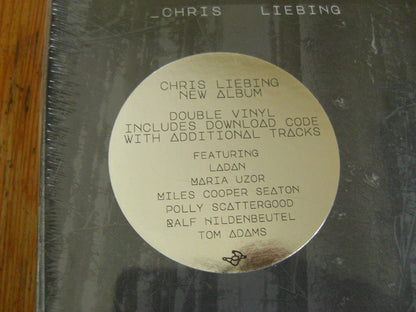 _CHRIS LIEBING
CHRIS LIEBING
NEW ALBUM
DOUBLE VINYL
INCLUDES DOWNLOAD CODE
WITH ADDITIONAL TRACKS
FEATURING
LADAN
MARIA UZOR
MILES COOPER SEATON
POLLY SCATTERGOOD
RALF HILDENBEUTEL
TOM ADAMS